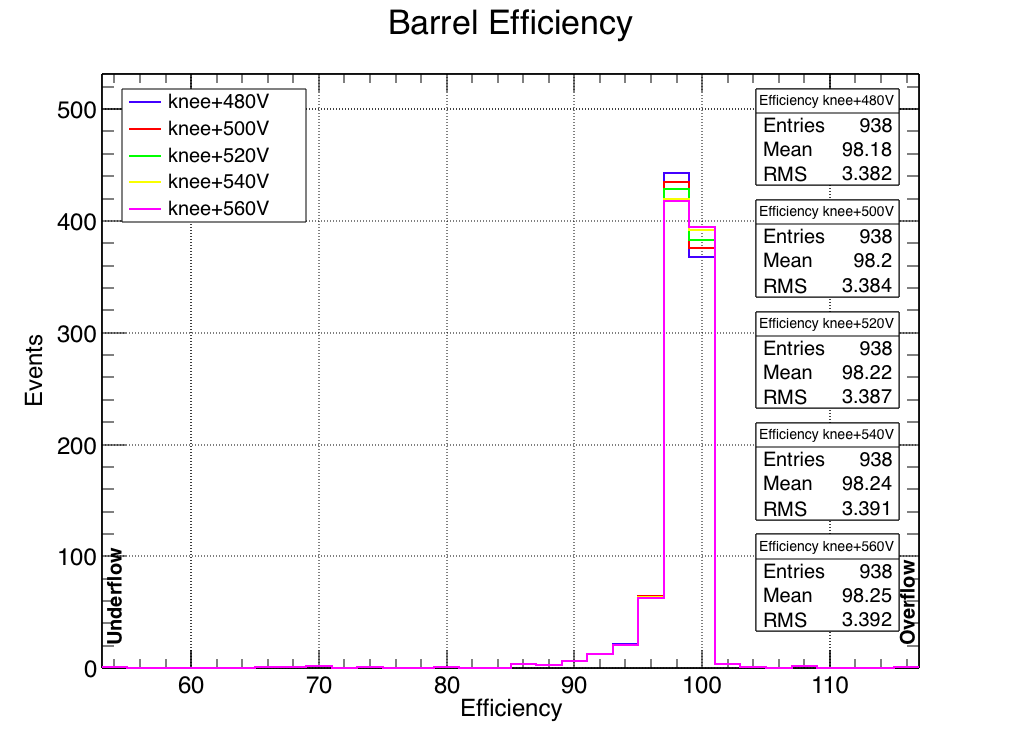 Barrel Efficiency
Events
500
400
300
200
100
0
knee+480V
knee+500V
knee+520V
knee+540V
knee+560V
Efficiency knee+480V
Entries 938
Mean 98.18
RMS 3.382
Efficiency knee+500V
Entries 938
Mean 98.2
RMS 3.384
Efficiency knee+520V
Entries 938
Mean 98.22
RMS 3.387
Efficiency knee+540V
Entries 938
Mean 98.24
RMS 3.391
Efficiency knee+560V
Entries 938
Mean 98.25
RMS 3.392
Underflow
Overflow
60 70 80 90 100 110
Efficiency